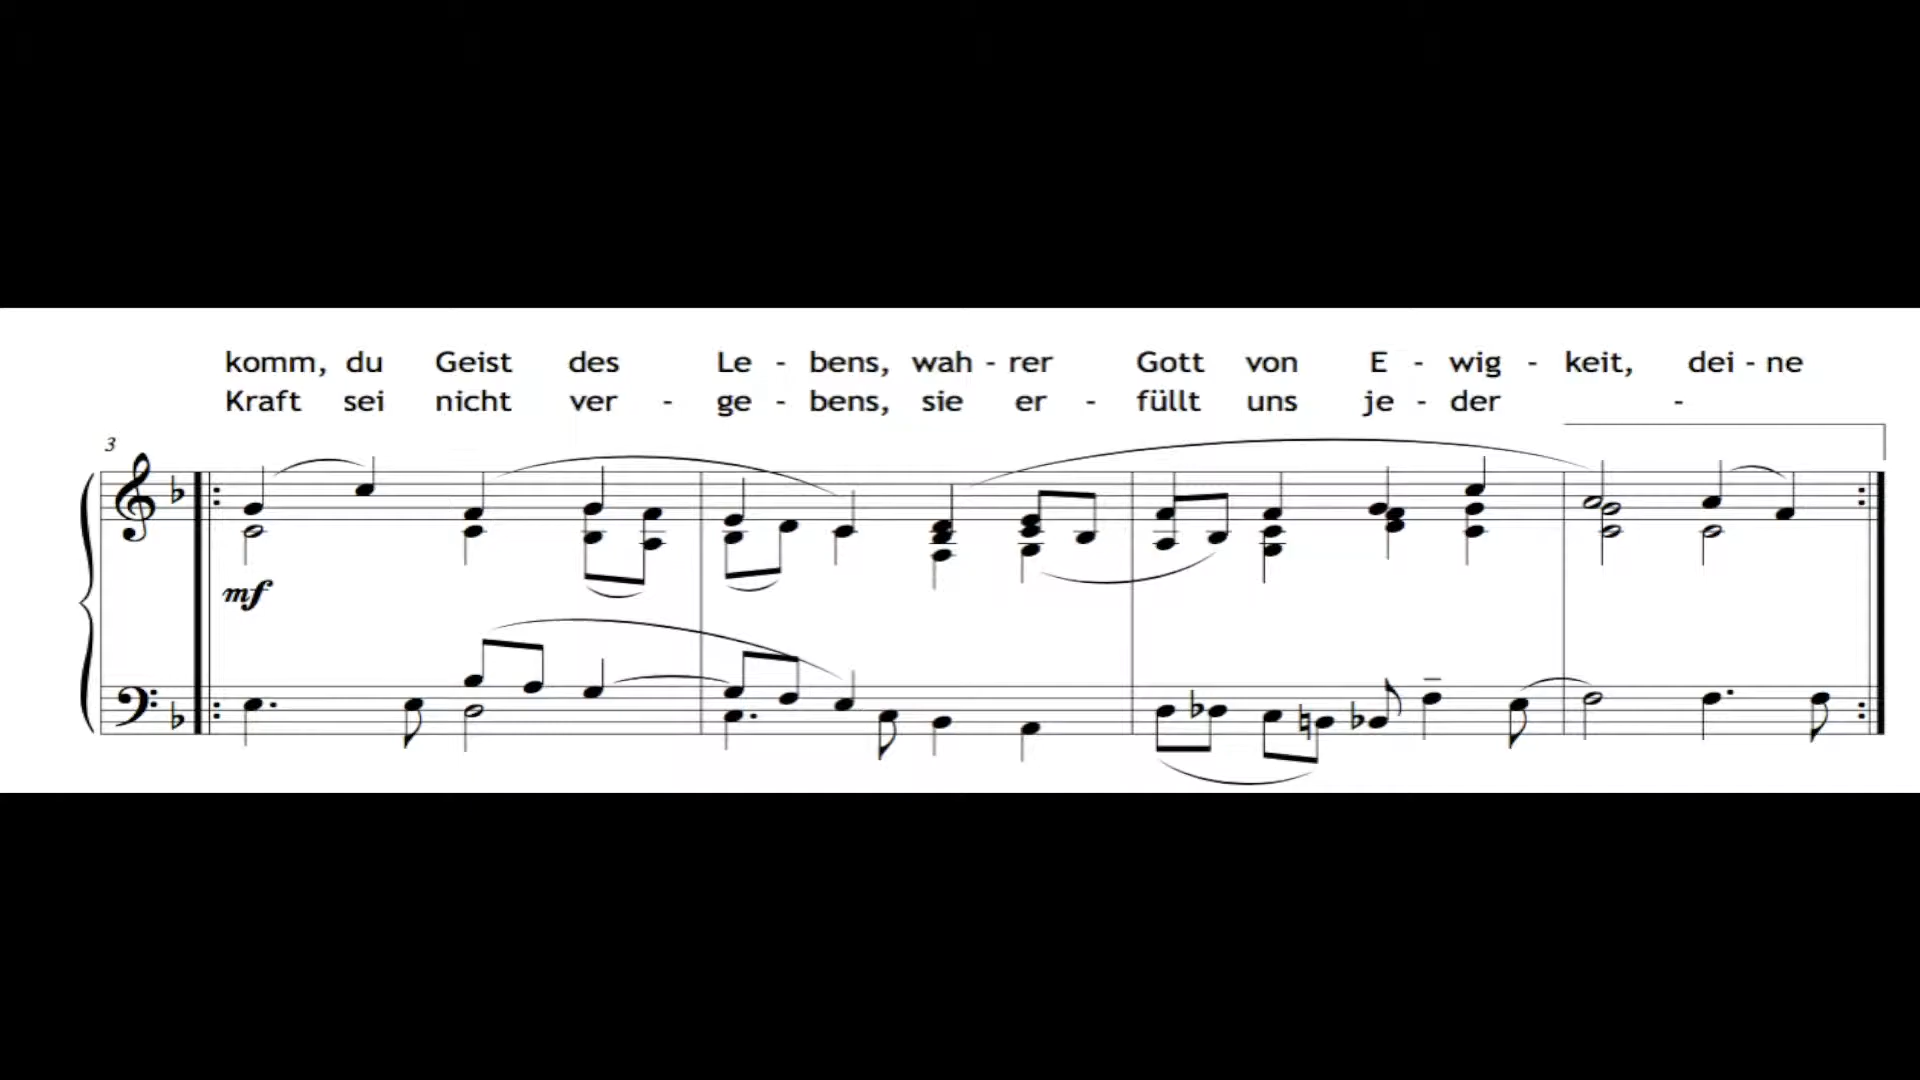 komm, du Geist des Le - bens, wah - rer Gott von E - wig - keit, dei - ne
Kraft sei nicht ver - ge - bens, sie er - füllt uns je - der -
3
mf